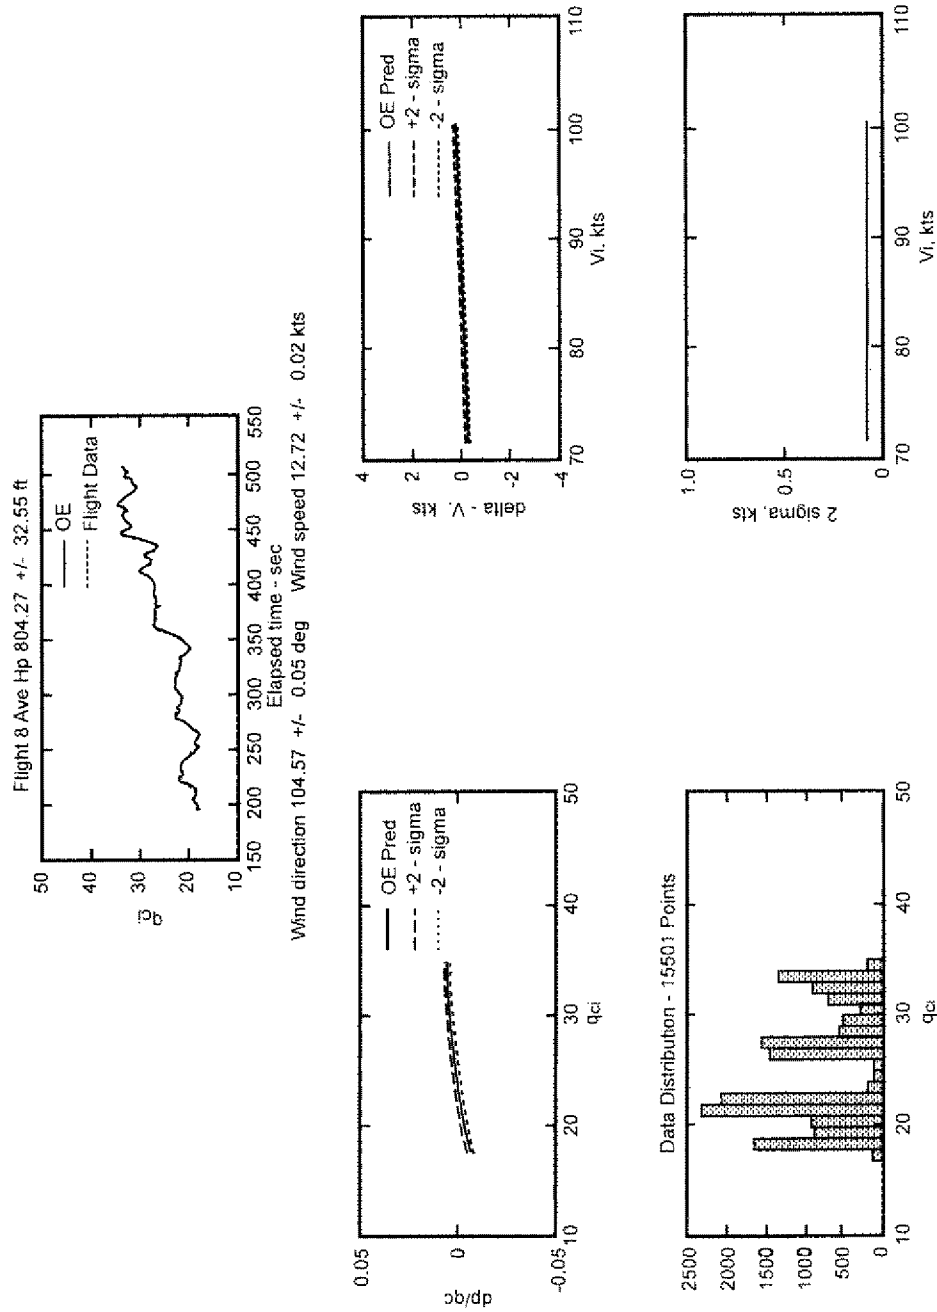 Flight 8 Ave Hp 804.27 +/- 32.55 ft
OE
Flight Data
50
40
30
20
10
qci
150 200 250 300 350 400 450 500 550
Elapsed time - sec
Wind direction 104.57 +/- 0.05 deg Wind speed 12.72 +/- 0.02 kts
OE Pred
+2 - sigma
-2 - sigma
0.05
0
-0.05
dp/qc
10 20 30 40 50
qci
OE Pred
+2 - sigma
-2 - sigma
4
2
0
-2
-4
delta - V, kts
70 80 90 100 110
Vi, kts
Data Distribution - 15501 Points
2500
2000
1500
1000
500
0
10 20 30 40 50
qci
1.0
0.5
0
2 sigma, kts
70 80 90 100 110
Vi, kts